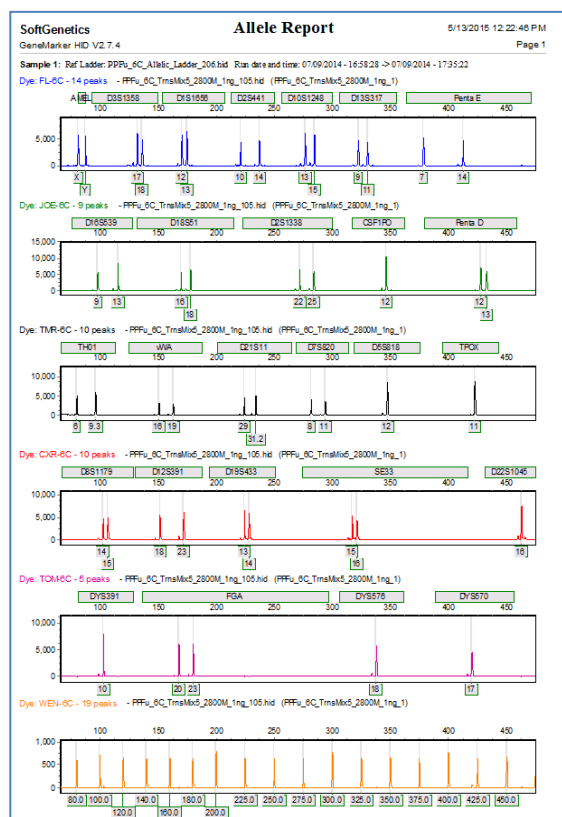 SoftGenetics Allele Report 5/13/2015 12:22:46 PM
GeneMarker HID V2.7.4 Page 1
Sample 1: Ref Ladder: PPFu_6C_Allelic_Ladder_206.hid Run date and time: 07/09/2014 - 16:58:28 -> 07/09/2014 - 17:35:22
Dye: FL-6C - 14 peaks - PPFu_6C_TrnsMix5_2800M_1ng_105.hid (PPFu_6C_TrnsMix5_2800M_1ng_1)
AMEL D3S1358 D1S1656 D2S441 D10S1248 D13S317 Penta E
100 150 200 250 300 350 400 450
5,000
0
X 17 12 10 14 13 9 7 14
Y 18 13 15 11
Dye: JOE-6C - 9 peaks - PPFu_6C_TrnsMix5_2800M_1ng_105.hid (PPFu_6C_TrnsMix5_2800M_1ng_1)
D16S539 D18S51 D2S1338 CSF1PO Penta D
100 150 200 250 300 350 400 450
15,000
10,000
5,000
0
9 13 16 22 25 12 12
18 13
Dye: TMR-6C - 10 peaks - PPFu_6C_TrnsMix5_2800M_1ng_105.hid (PPFu_6C_TrnsMix5_2800M_1ng_1)
TH01 vWA D21S11 D7S820 D5S818 TPOX
100 150 200 250 300 350 400 450
10,000
5,000
0
6 9.3 16 19 29 8 11 12 11
31.2
Dye: CXR-6C - 10 peaks - PPFu_6C_TrnsMix5_2800M_1ng_105.hid (PPFu_6C_TrnsMix5_2800M_1ng_1)
D8S1179 D12S391 D19S433 SE33 D22S1045
100 150 200 250 300 350 400 450
10,000
5,000
0
14 18 23 13 15 16
15 14 16
Dye: TOM-6C - 5 peaks - PPFu_6C_TrnsMix5_2800M_1ng_105.hid (PPFu_6C_TrnsMix5_2800M_1ng_1)
DYS391 FGA DYS576 DYS570
100 150 200 250 300 350 400 450
10,000
5,000
0
10 20 23 18 17
Dye: WEN-6C - 19 peaks - PPFu_6C_TrnsMix5_2800M_1ng_105.hid (PPFu_6C_TrnsMix5_2800M_1ng_1)
100 150 200 250 300 350 400 450
1,000
500
0
80.0 100.0 140.0 180.0 225.0 250.0 275.0 300.0 325.0 350.0 375.0 400.0 425.0 450.0
120.0 160.0 200.0